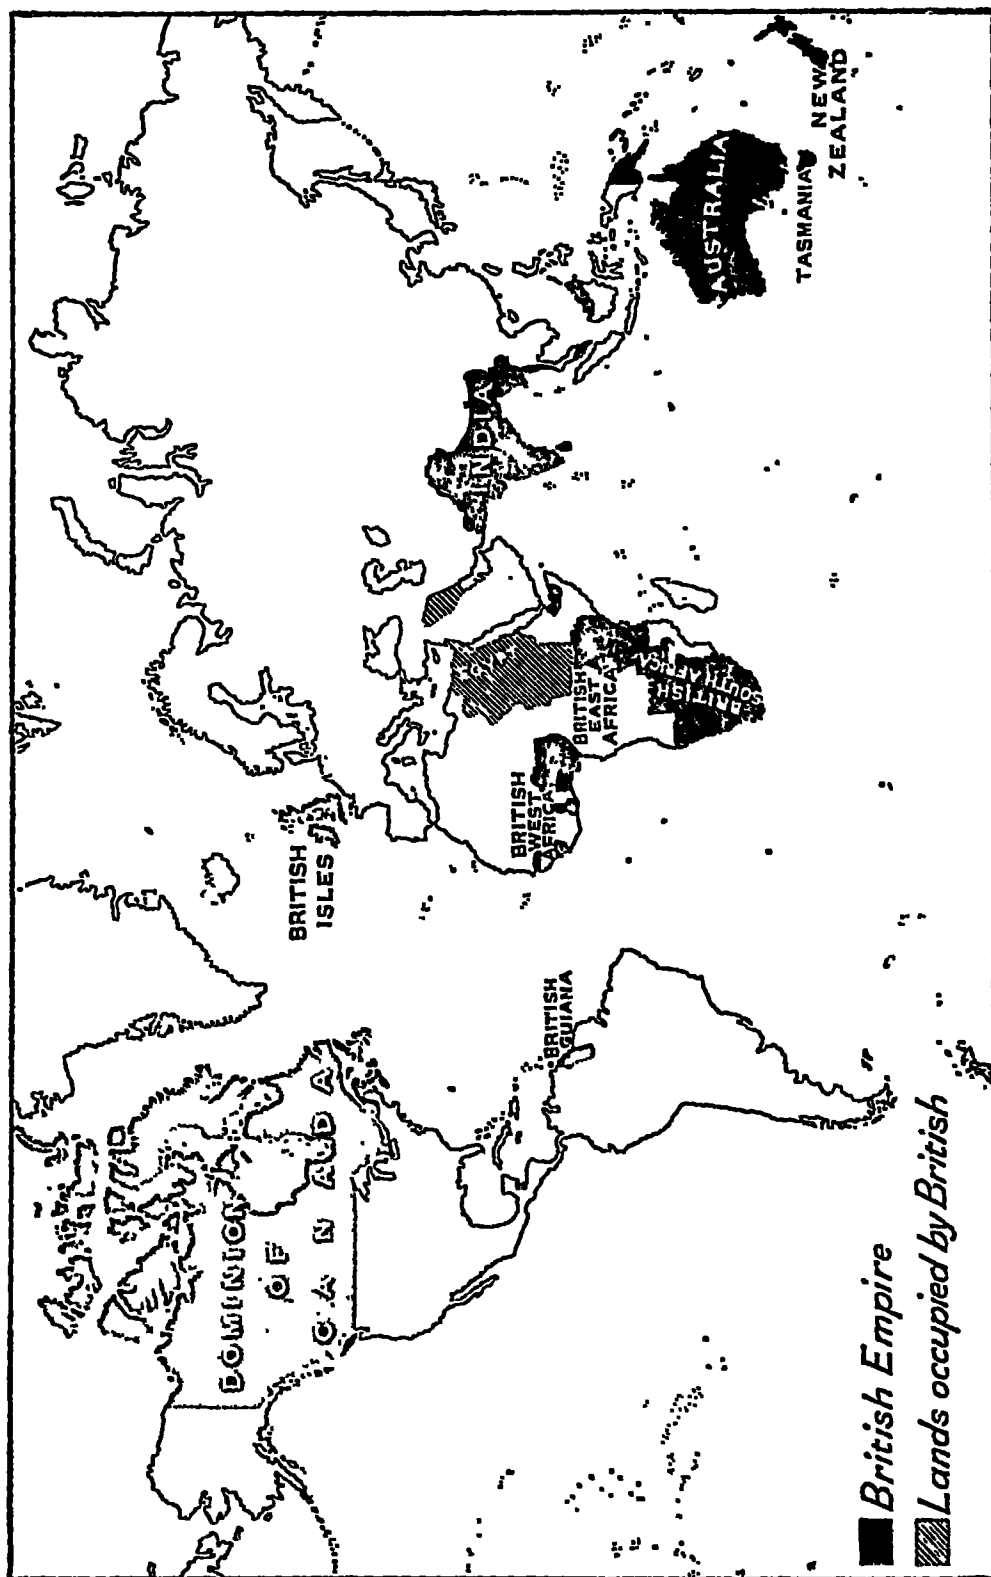 DOMINION
OF
CANADA
BRITISH
ISLES
BRITISH
GUIANA
BRITISH
WEST
AFRICA
BRITISH
EAST
AFRICA
BRITISH
SOUTH AFRICA
INDIA
AUSTRALIA
TASMANIA
NEW
ZEALAND
British Empire
Lands occupied by British